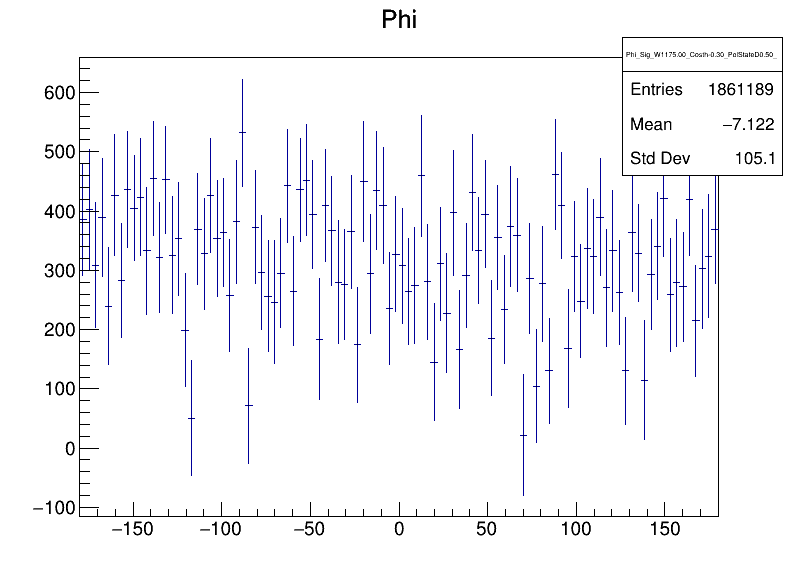 Phi
Phi_Sig_W1175.00_Costh-0.30_PolStateD0.50_
Entries 1861189
Mean −7.122
Std Dev 105.1
600
500
400
300
200
100
0
−100
−150 −100 −50 0 50 100 150